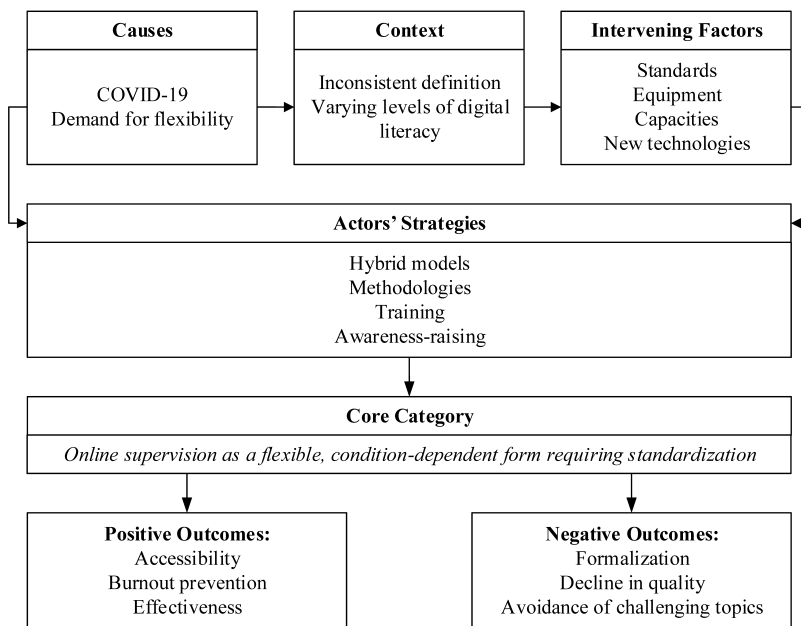 Causes
COVID-19
Demand for flexibility
Context
Inconsistent definition
Varying levels of digital
literacy
Intervening Factors
Standards
Equipment
Capacities
New technologies
Actors’ Strategies
Hybrid models
Methodologies
Training
Awareness-raising
Core Category
Online supervision as a flexible, condition-dependent form requiring standardization
Positive Outcomes:
Accessibility
Burnout prevention
Effectiveness
Negative Outcomes:
Formalization
Decline in quality
Avoidance of challenging topics